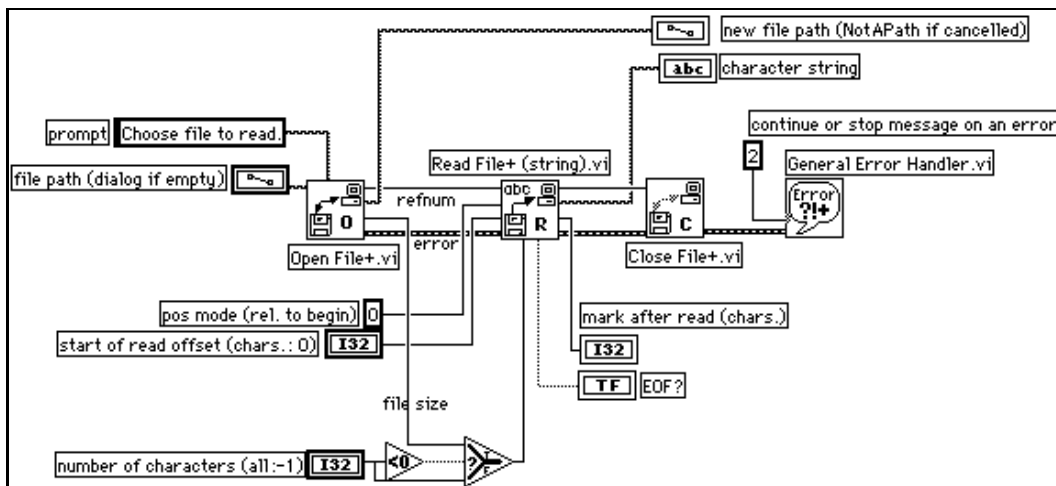 new file path (NotAPath if cancelled)
abc character string
prompt Choose file to read.
continue or stop message on an error
file path (dialog if empty)
Read File+ (string).vi
2 General Error Handler.vi
refnum
abc
Error
?!+
O R C
error
Open File+.vi
Close File+.vi
pos mode (rel. to begin) 0
mark after read (chars.)
start of read offset (chars.: 0) I32
I32
TF EOF?
file size
number of characters (all:-1) I32 <0 ? T
F